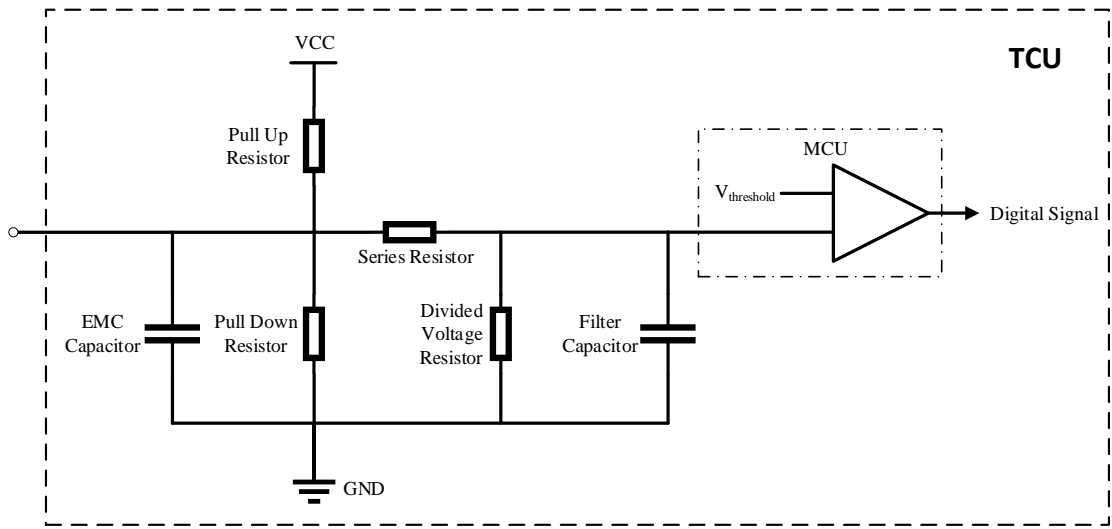 VCC
TCU
Pull Up
Resistor
MCU
Vthreshold
Digital Signal
Series Resistor
EMC
Capacitor
Pull Down
Resistor
Divided
Voltage
Resistor
Filter
Capacitor
GND